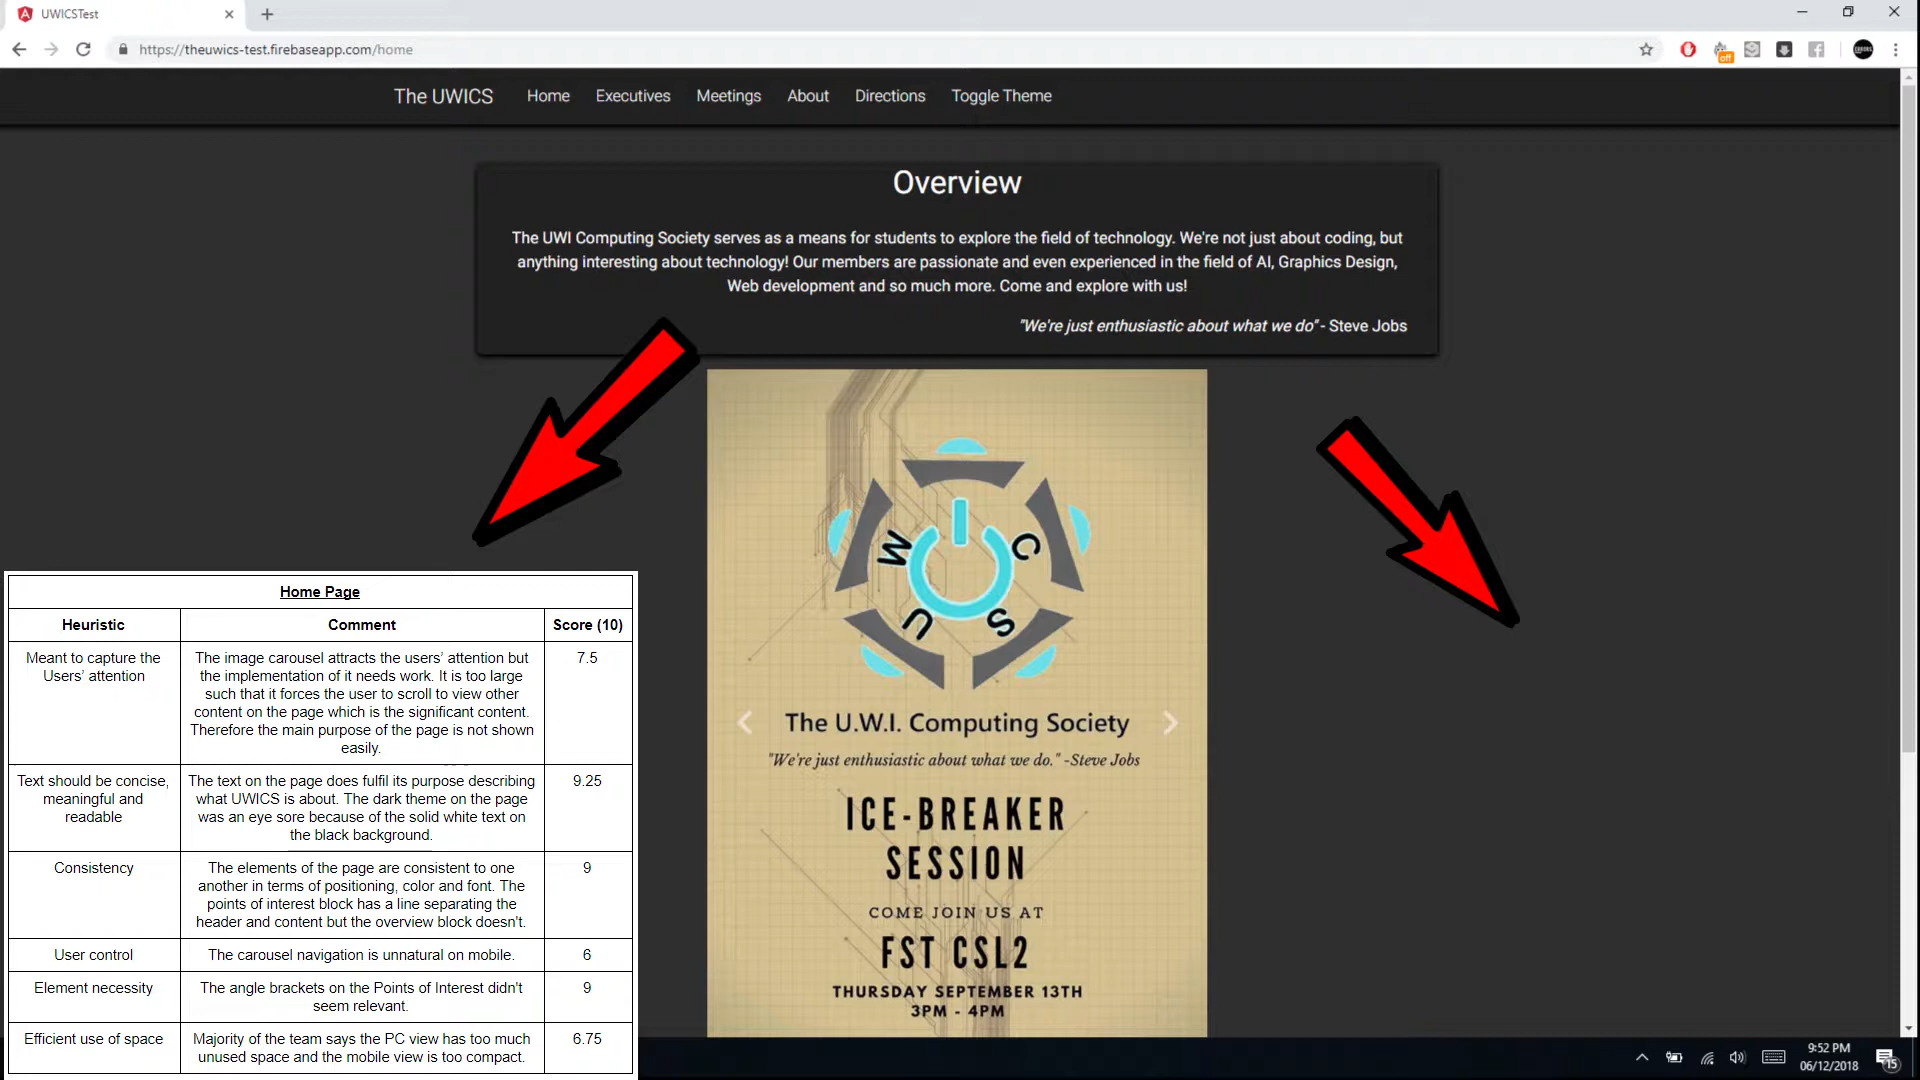 UWICSTest
https://theuwics-test.firebaseapp.com/home
off
The UWICS Home Executives Meetings About Directions Toggle Theme
Overview
The UWI Computing Society serves as a means for students to explore the field of technology. We're not just about coding, but
anything interesting about technology! Our members are passionate and even experienced in the field of AI, Graphics Design,
Web development and so much more. Come and explore with us!
"We're just enthusiastic about what we do" - Steve Jobs
U W I C S
The U.W.I. Computing Society
"We're just enthusiastic about what we do." -Steve Jobs
ICE-BREAKER
SESSION
COME JOIN US AT
FST CSL2
THURSDAY SEPTEMBER 13TH
3PM - 4PM
Home Page
Heuristic Comment Score (10)
Meant to capture the
Users’ attention
The image carousel attracts the users’ attention but
the implementation of it needs work. It is too large
such that it forces the user to scroll to view other
content on the page which is the significant content.
Therefore the main purpose of the page is not shown
easily.
7.5
Text should be concise,
meaningful and
readable
The text on the page does fulfil its purpose describing
what UWICS is about. The dark theme on the page
was an eye sore because of the solid white text on
the black background.
9.25
Consistency
The elements of the page are consistent to one
another in terms of positioning, color and font. The
points of interest block has a line separating the
header and content but the overview block doesn't.
9
User control
The carousel navigation is unnatural on mobile.
6
Element necessity
The angle brackets on the Points of Interest didn't
seem relevant.
9
Efficient use of space
Majority of the team says the PC view has too much
unused space and the mobile view is too compact.
6.75
9:52 PM
06/12/2018
15